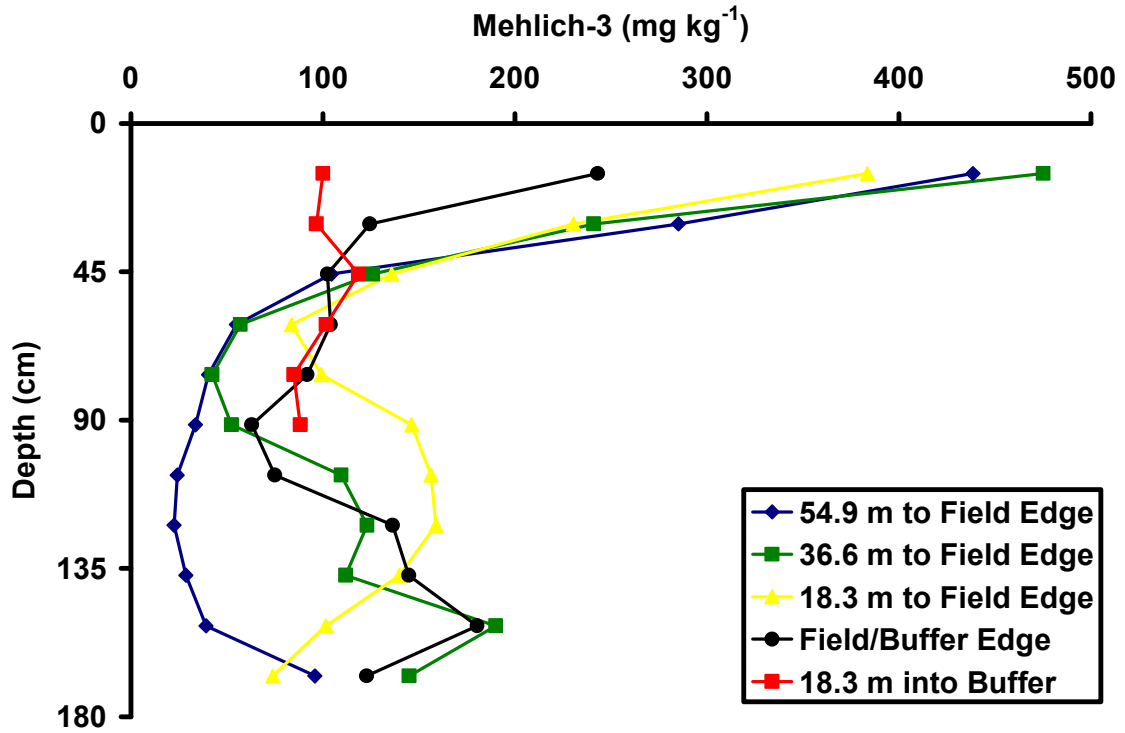 Mehlich-3 (mg kg⁻¹)
0 100 200 300 400 500
Depth (cm)
0
45
90
135
180
54.9 m to Field Edge
36.6 m to Field Edge
18.3 m to Field Edge
Field/Buffer Edge
18.3 m into Buffer